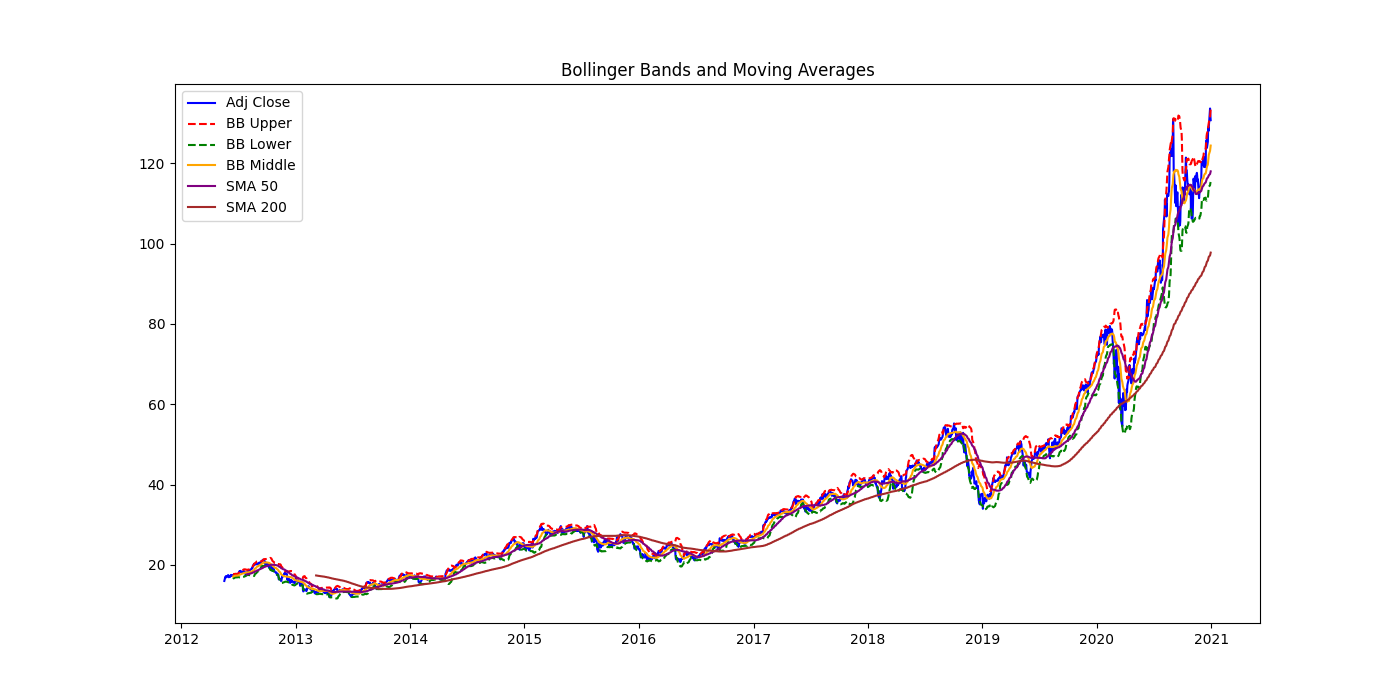 Bollinger Bands and Moving Averages
Adj Close
BB Upper
BB Lower
BB Middle
SMA 50
SMA 200
120
100
80
60
40
20
2012 2013 2014 2015 2016 2017 2018 2019 2020 2021